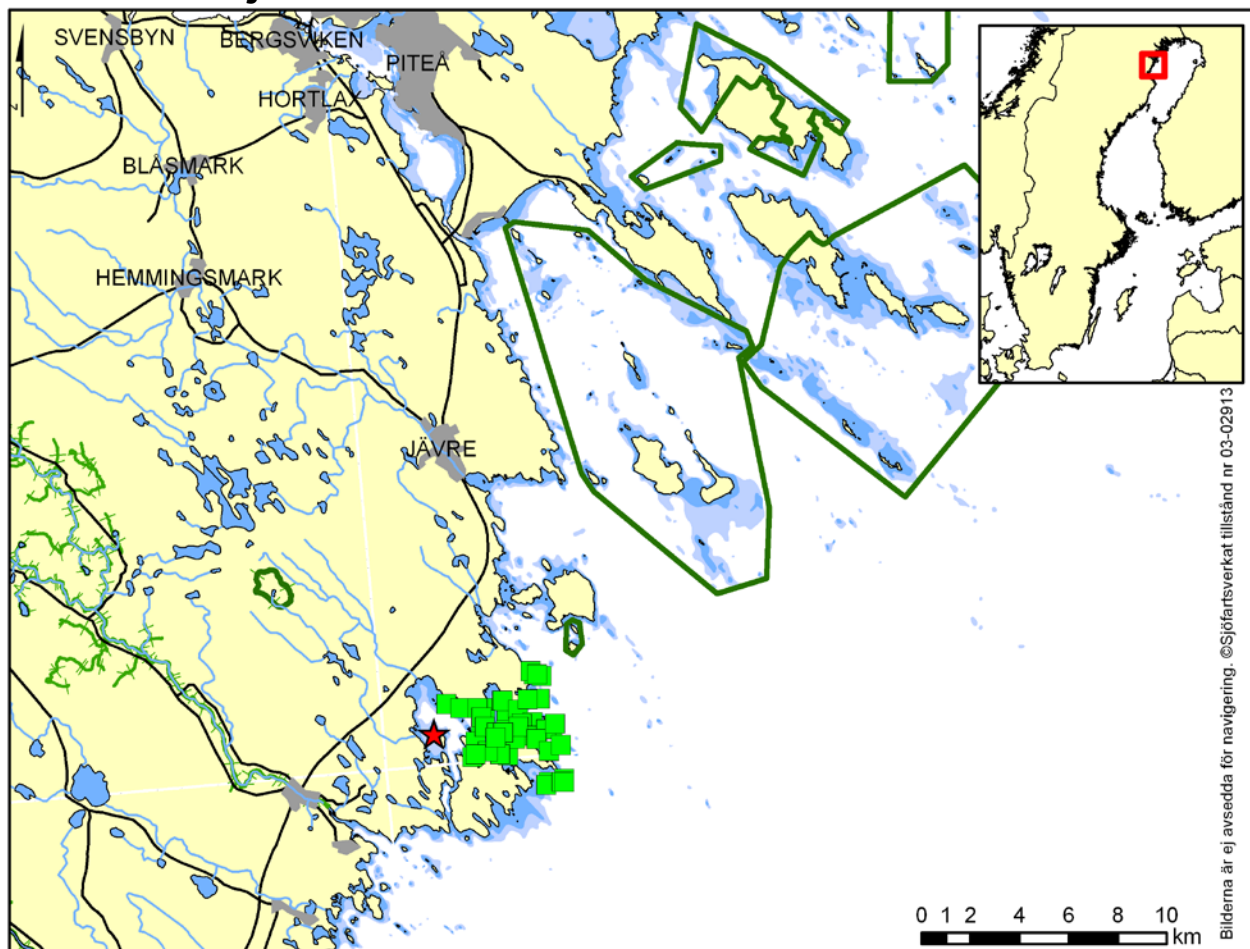 SVENSBYN
BERGSVIKEN
PITEÅ
HORTLAX
BLÅSMARK
HEMMINGSMARK
JÄVRE
0 1 2 4 6 8 10
km
Bilderna är ej avsedda för navigering. ©Sjöfartsverkat tillstånd nr 03-02913